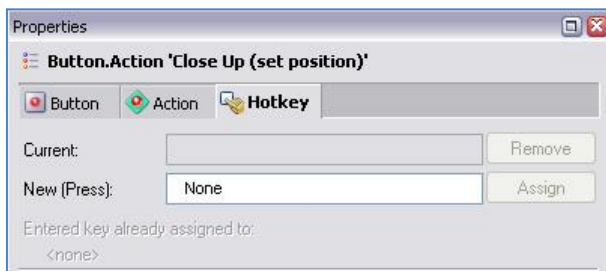 Properties
Button.Action 'Close Up (set position)'
Button Action Hotkey
Current: Remove
New (Press): None Assign
Entered key already assigned to:
<none>